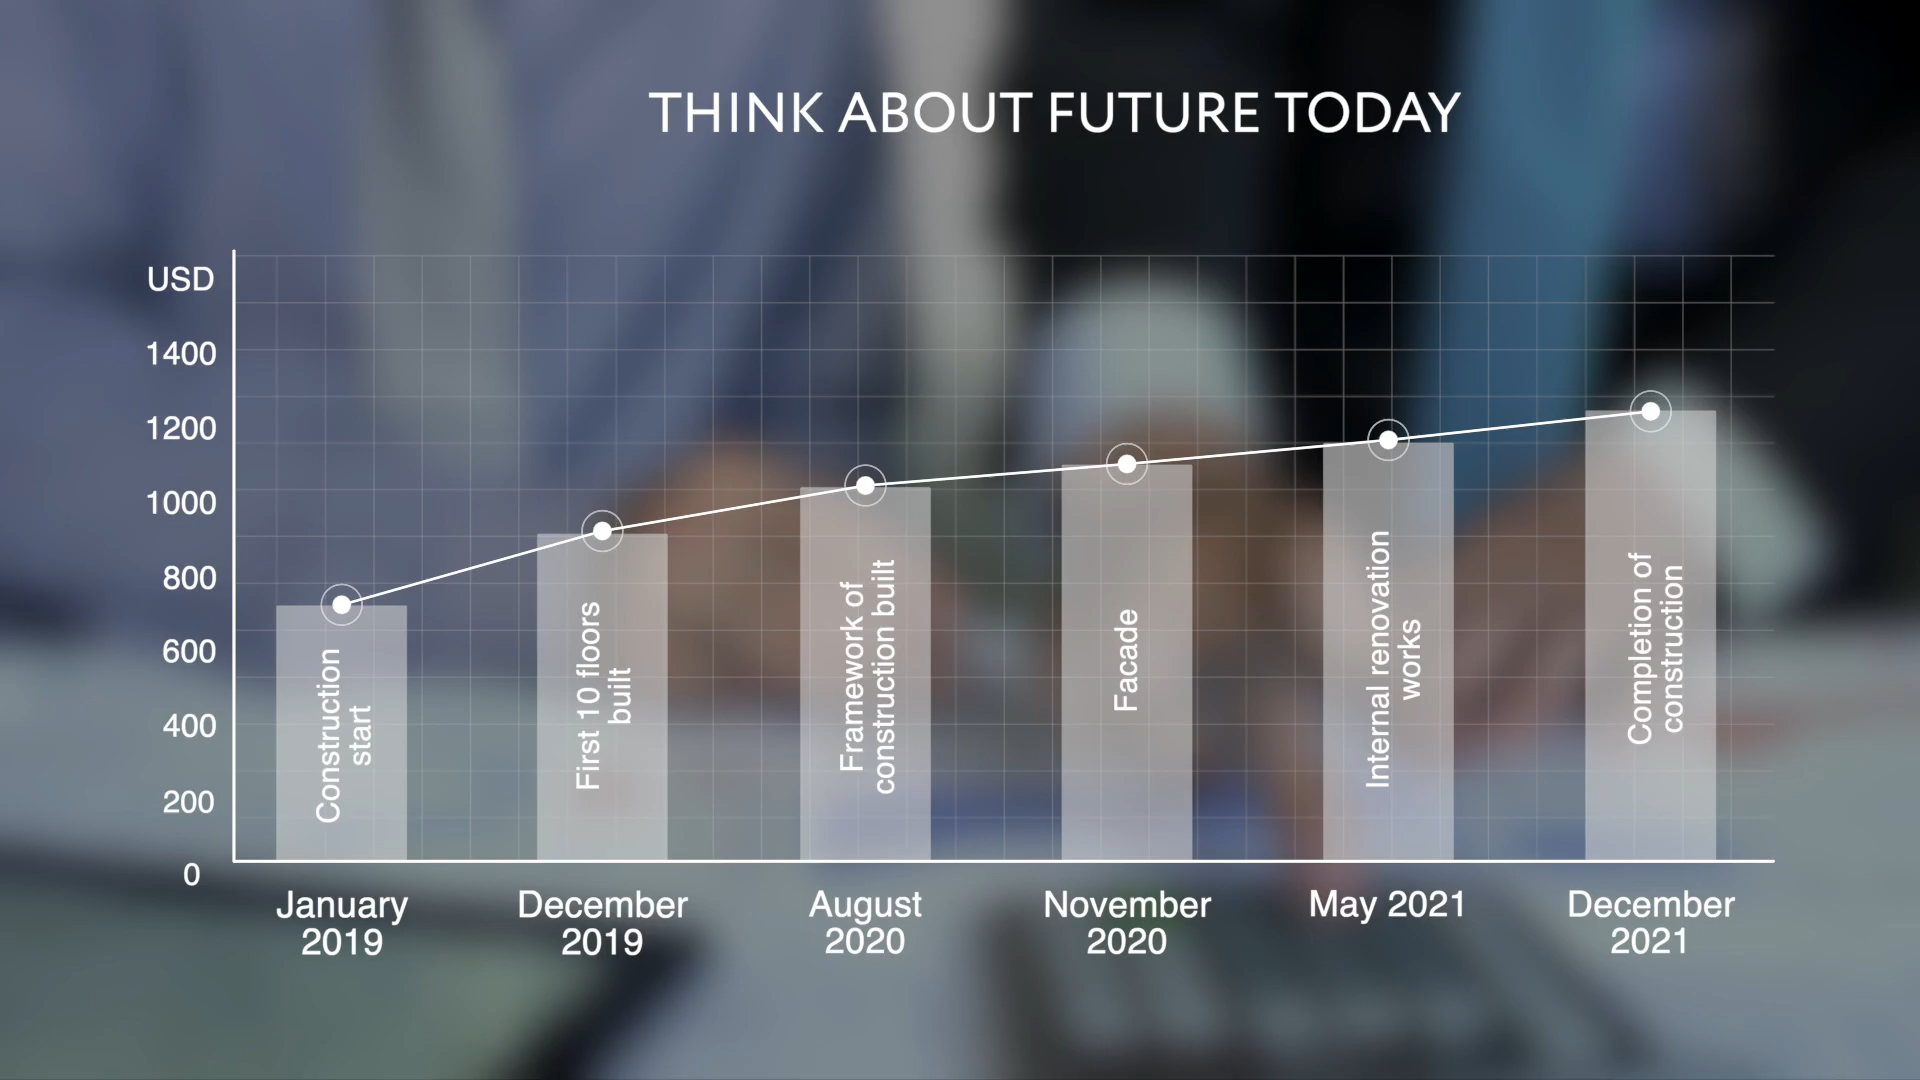 THINK ABOUT FUTURE TODAY
USD
1400
1200
1000
800
600
400
200
0
Construction
start
First 10 floors
built
Framework of
construction built
Facade
Internal renovation
works
Completion of
construction
January
2019
December
2019
August
2020
November
2020
May 2021
December
2021